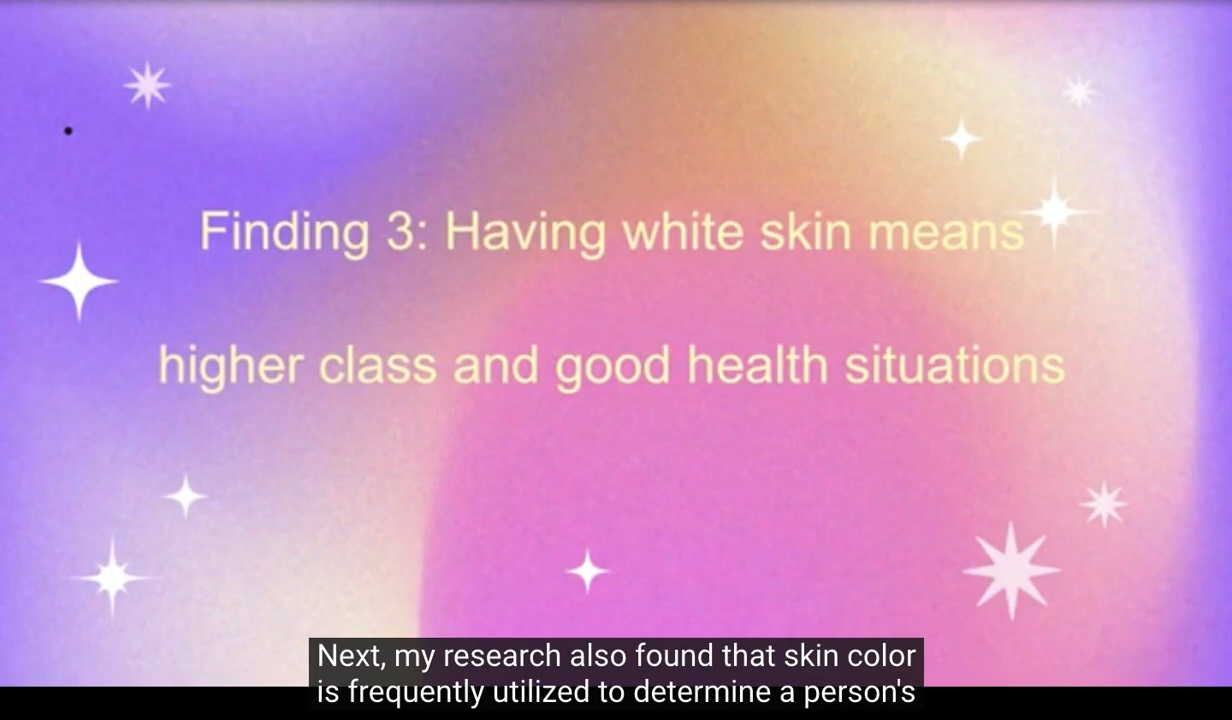 Finding 3: Having white skin means
higher class and good health situations
Next, my research also found that skin color
is frequently utilized to determine a person's